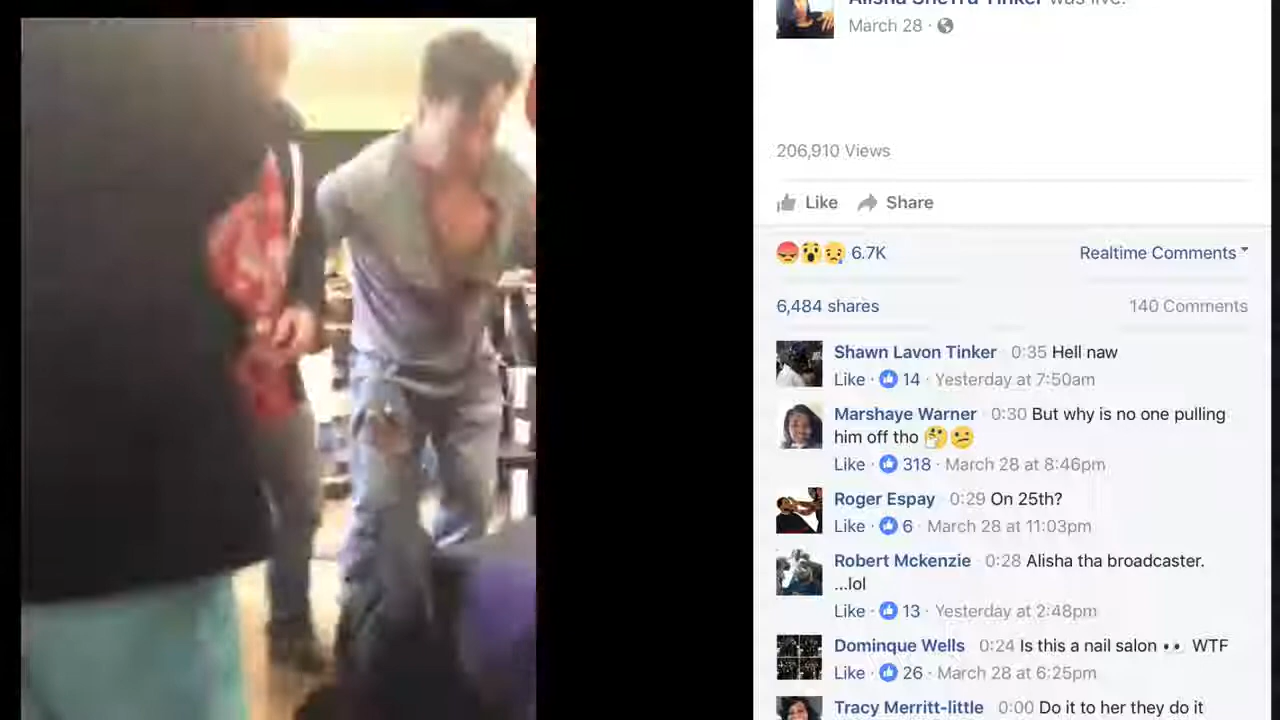 Alisha SheTru Tinker was live.
March 28 ·
206,910 Views
Like Share
6.7K Realtime Comments
6,484 shares 140 Comments
Shawn Lavon Tinker 0:35 Hell naw
Like · 14 · Yesterday at 7:50am
Marshaye Warner 0:30 But why is no one pulling
him off tho 🤔😕
Like · 318 · March 28 at 8:46pm
Roger Espay 0:29 On 25th?
Like · 6 · March 28 at 11:03pm
Robert Mckenzie 0:28 Alisha tha broadcaster.
...lol
Like · 13 · Yesterday at 2:48pm
Dominque Wells 0:24 Is this a nail salon 👀 WTF
Like · 26 · March 28 at 6:25pm
Tracy Merritt-little 0:00 Do it to her they do it